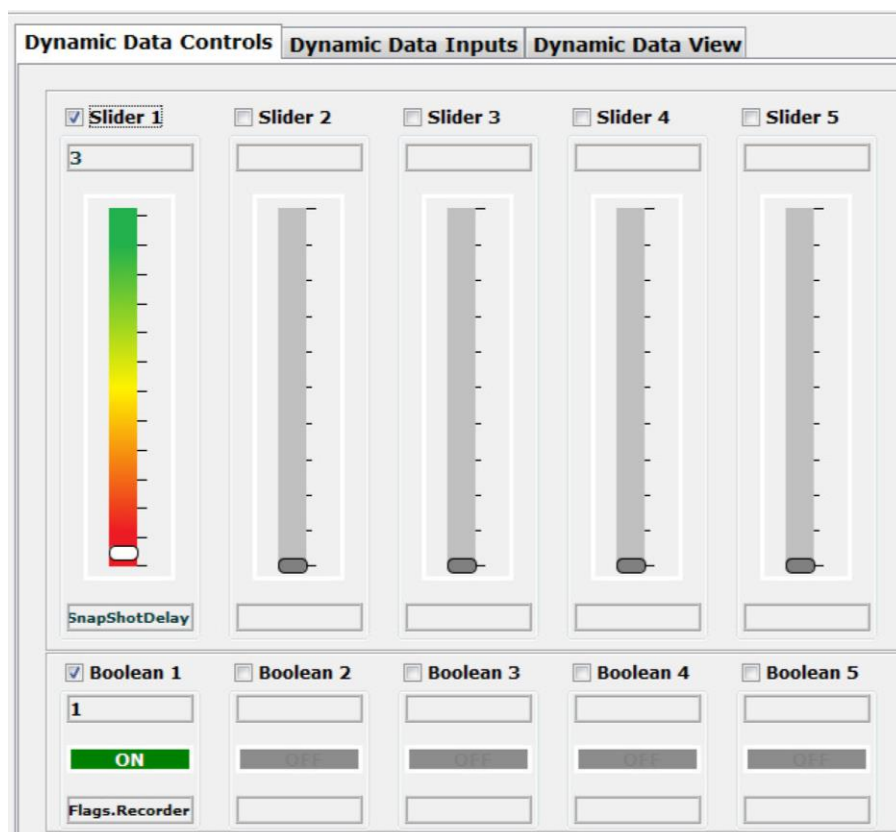 Dynamic Data Controls Dynamic Data Inputs Dynamic Data View
Slider 1 Slider 2 Slider 3 Slider 4 Slider 5
3
SnapShotDelay
Boolean 1 Boolean 2 Boolean 3 Boolean 4 Boolean 5
1
ON OFF OFF OFF OFF
Flags.Recorder